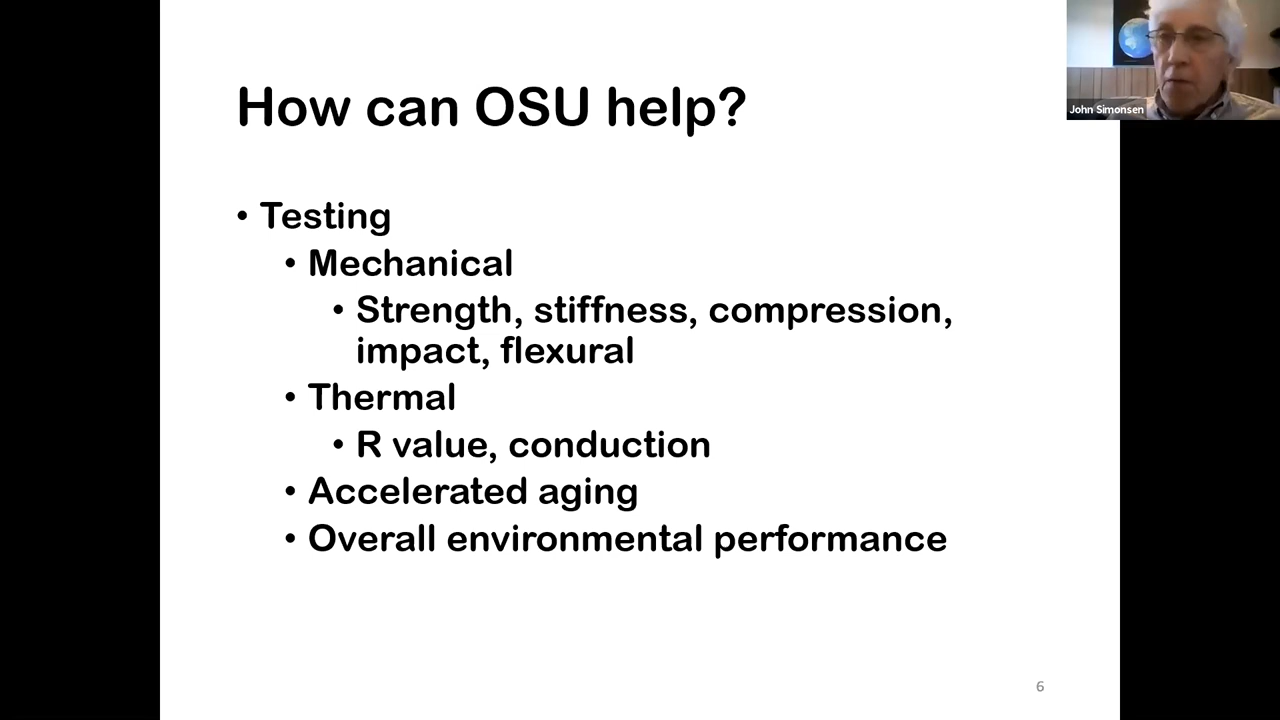 How can OSU help?
• Testing
• Mechanical
• Strength, stiffness, compression,
impact, flexural
• Thermal
• R value, conduction
• Accelerated aging
• Overall environmental performance
6
John Simonsen